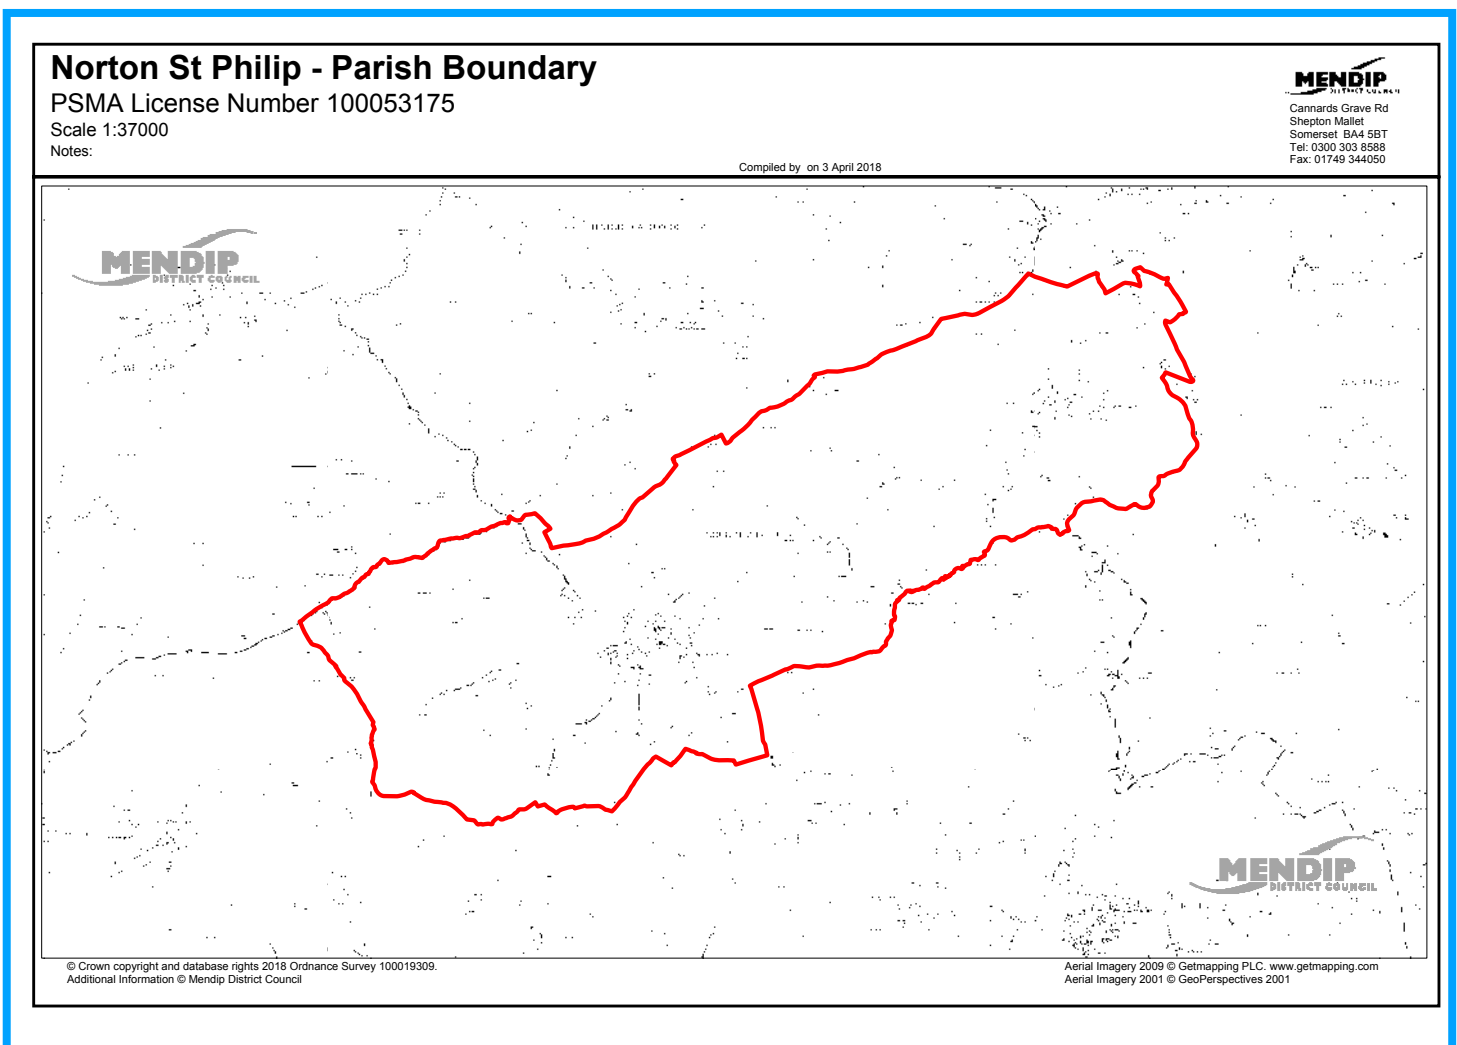 Norton St Philip - Parish Boundary
PSMA License Number 100053175
Scale 1:37000
Notes:
Compiled by on 3 April 2018
MENDIP
DISTRICT COUNCIL
Cannards Grave Rd
Shepton Mallet
Somerset BA4 5BT
Tel: 0300 303 8588
Fax: 01749 344050
MENDIP
DISTRICT COUNCIL
MENDIP
DISTRICT COUNCIL
© Crown copyright and database rights 2018 Ordnance Survey 100019309.
Additional Information © Mendip District Council
Aerial Imagery 2009 © Getmapping PLC. www.getmapping.com
Aerial Imagery 2001 © GeoPerspectives 2001